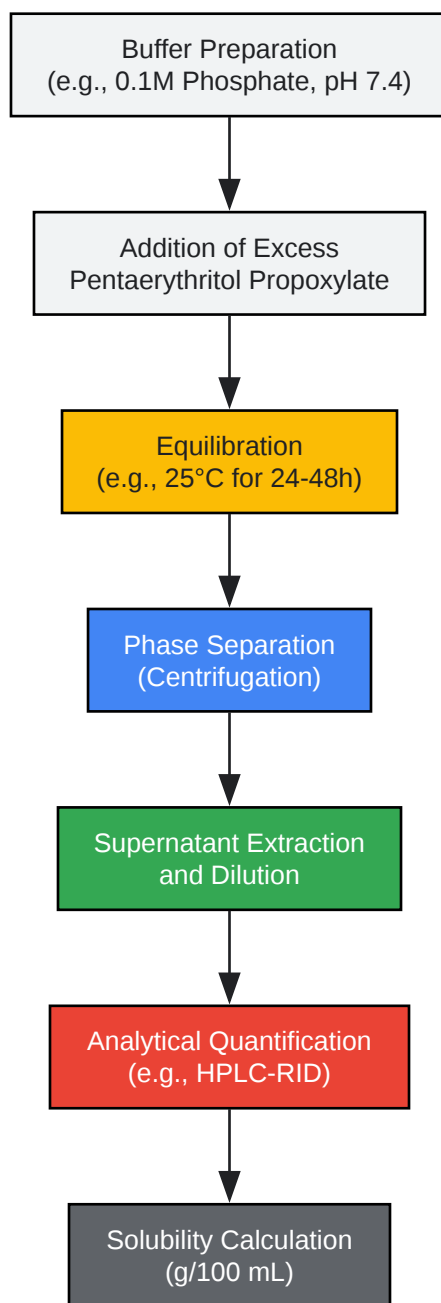 Buffer Preparation
(e.g., 0.1M Phosphate, pH 7.4)
Addition of Excess
Pentaerythritol Propoxylate
Equilibration
(e.g., 25°C for 24-48h)
Phase Separation
(Centrifugation)
Supernatant Extraction
and Dilution
Analytical Quantification
(e.g., HPLC-RID)
Solubility Calculation
(g/100 mL)